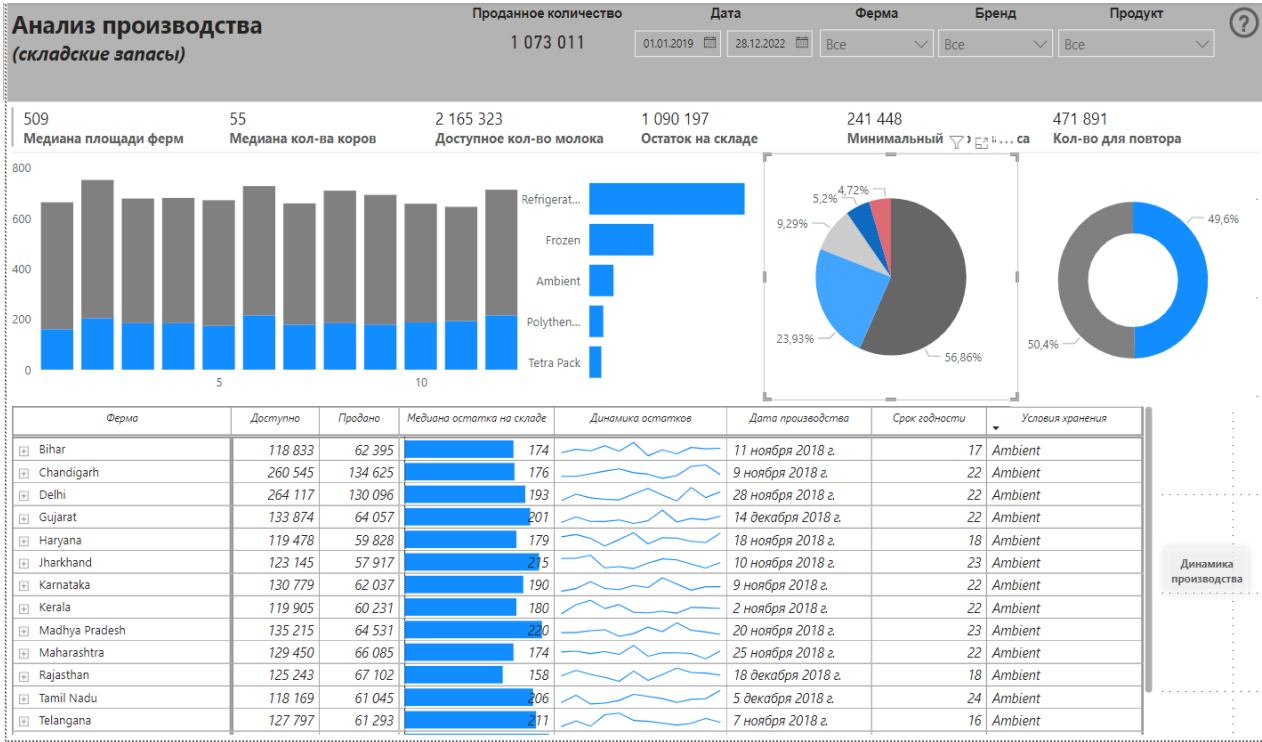 Анализ производства
(складские запасы)
Проданное количество
1 073 011
Дата
01.01.2019 28.12.2022
Ферма
Все
Бренд
Все
Продукт
Все
?
509
Медиана площади ферм
55
Медиана кол-ва коров
2 165 323
Доступное кол-во молока
1 090 197
Остаток на складе
241 448
Минимальный са
471 891
Кол-во для повтора
800
600
400
200
0
5 10
Refrigerat...
Frozen
Ambient
Polythen...
Tetra Pack
4,72%
5,2%
9,29%
23,93%
56,86%
49,6%
50,4%
Ферма Доступно Продано Медиана остатка на складе Динамика остатков Дата производства Срок годности Условия хранения
Bihar 118 833 62 395 174 11 ноября 2018 г. 17 Ambient
Chandigarh 260 545 134 625 176 9 ноября 2018 г. 22 Ambient
Delhi 264 117 130 096 193 28 ноября 2018 г. 22 Ambient
Gujarat 133 874 64 057 201 14 декабря 2018 г. 22 Ambient
Haryana 119 478 59 828 179 18 ноября 2018 г. 18 Ambient
Jharkhand 123 145 57 917 215 10 ноября 2018 г. 23 Ambient
Karnataka 130 779 62 037 190 9 ноября 2018 г. 22 Ambient
Kerala 119 905 60 231 180 2 ноября 2018 г. 22 Ambient
Madhya Pradesh 135 215 64 531 220 20 ноября 2018 г. 23 Ambient
Maharashtra 129 450 66 085 174 25 ноября 2018 г. 22 Ambient
Rajasthan 125 243 67 102 158 18 декабря 2018 г. 18 Ambient
Tamil Nadu 118 169 61 045 206 5 декабря 2018 г. 24 Ambient
Telangana 127 797 61 293 211 7 ноября 2018 г. 16 Ambient
Динамика
производства